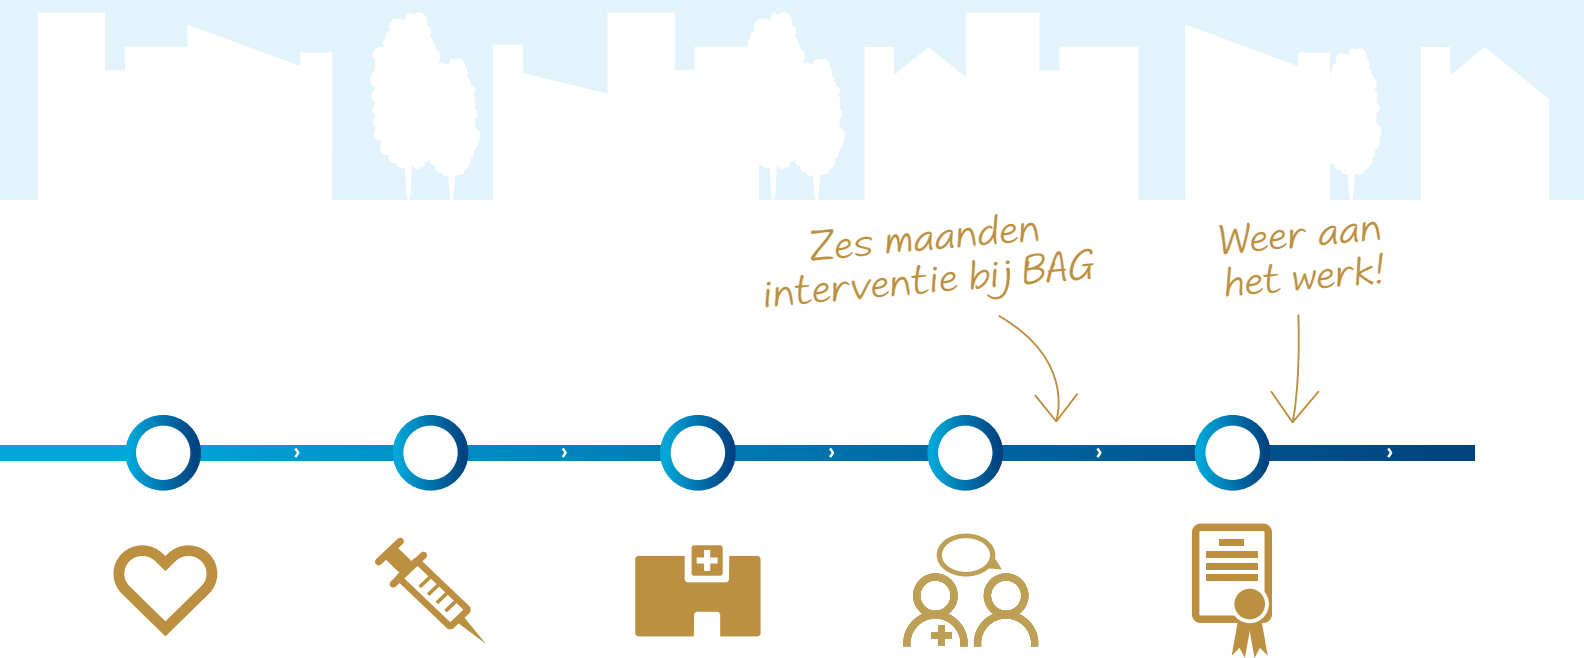 Zes maanden
interventie bij BAG
Weer aan
het werk!